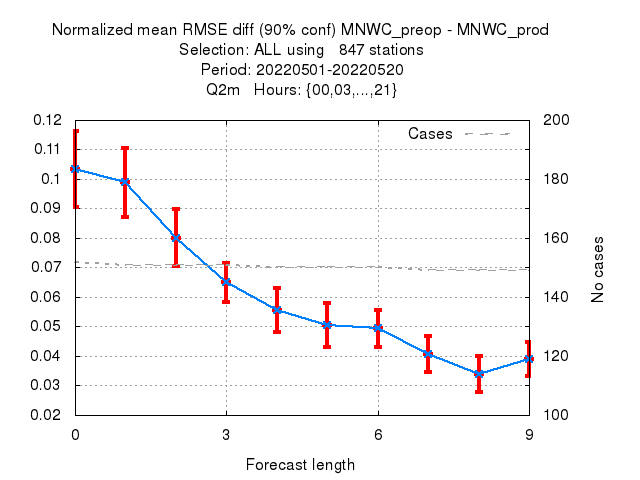 Normalized mean RMSE diff (90% conf) MNWC_preop - MNWC_prod
Selection: ALL using   847 stations
Period: 20220501-20220520
Q2m   Hours: {00,03,...,21}
Cases
0.12
0.11
0.1
0.09
0.08
0.07
0.06
0.05
0.04
0.03
0.02
200
180
160
140
120
100
No cases
0 3 6 9
Forecast length